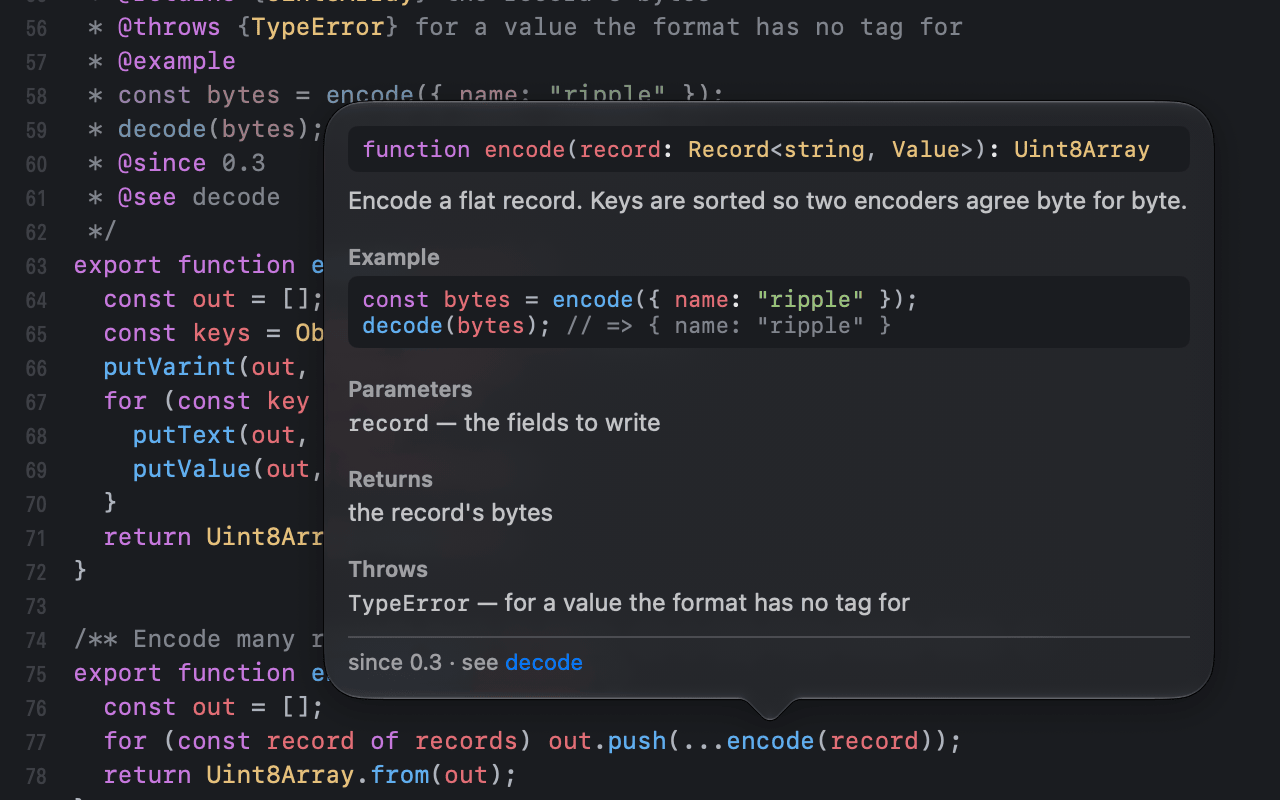 56 * @throws {TypeError} for a value the format has no tag for
57 * @example
58 * const bytes = encode({ name: "ripple" });
59 * decode(bytes);
60 * @since 0.3
61 * @see decode
62 */
63 export function e
64 const out = [];
65 const keys = Ob
66 putVarint(out,
67 for (const key
68 putText(out,
69 putValue(out,
70 }
71 return Uint8Arr
72 }
73
74 /** Encode many r
75 export function e
76 const out = [];
77 for (const record of records) out.push(...encode(record));
78 return Uint8Array.from(out);
function encode(record: Record<string, Value>): Uint8Array
Encode a flat record. Keys are sorted so two encoders agree byte for byte.
Example
const bytes = encode({ name: "ripple" });
decode(bytes); // => { name: "ripple" }
Parameters
record — the fields to write
Returns
the record's bytes
Throws
TypeError — for a value the format has no tag for
since 0.3 · see decode